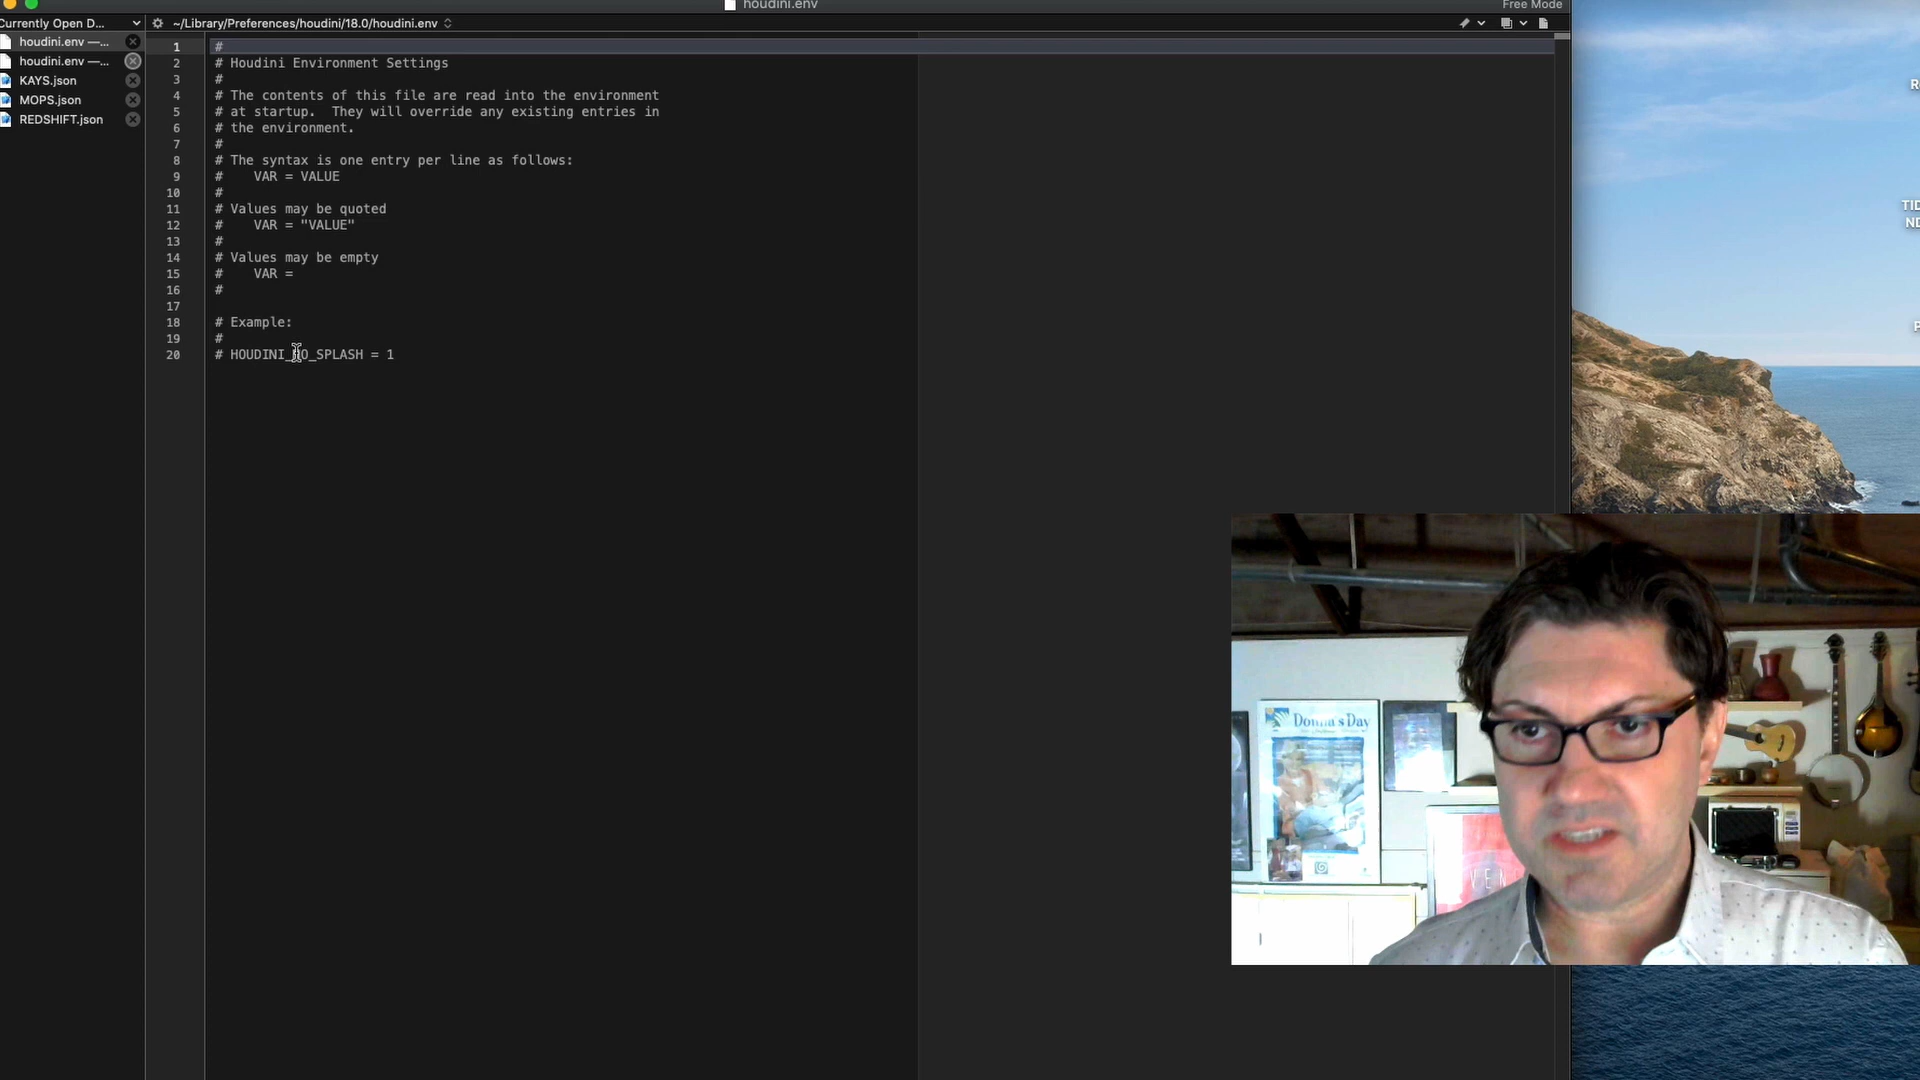 houdini.env
Free Mode
Currently Open D...
~/Library/Preferences/houdini/18.0/houdini.env
houdini.env —...
houdini.env —...
KAYS.json
MOPS.json
REDSHIFT.json
1 #
2 # Houdini Environment Settings
3 #
4 # The contents of this file are read into the environment
5 # at startup.  They will override any existing entries in
6 # the environment.
7 #
8 # The syntax is one entry per line as follows:
9 #    VAR = VALUE
10 #
11 # Values may be quoted
12 #    VAR = "VALUE"
13 #
14 # Values may be empty
15 #    VAR =
16 #
17
18 # Example:
19 #
20 # HOUDINI_NO_SPLASH = 1
Donna's Day
VEN